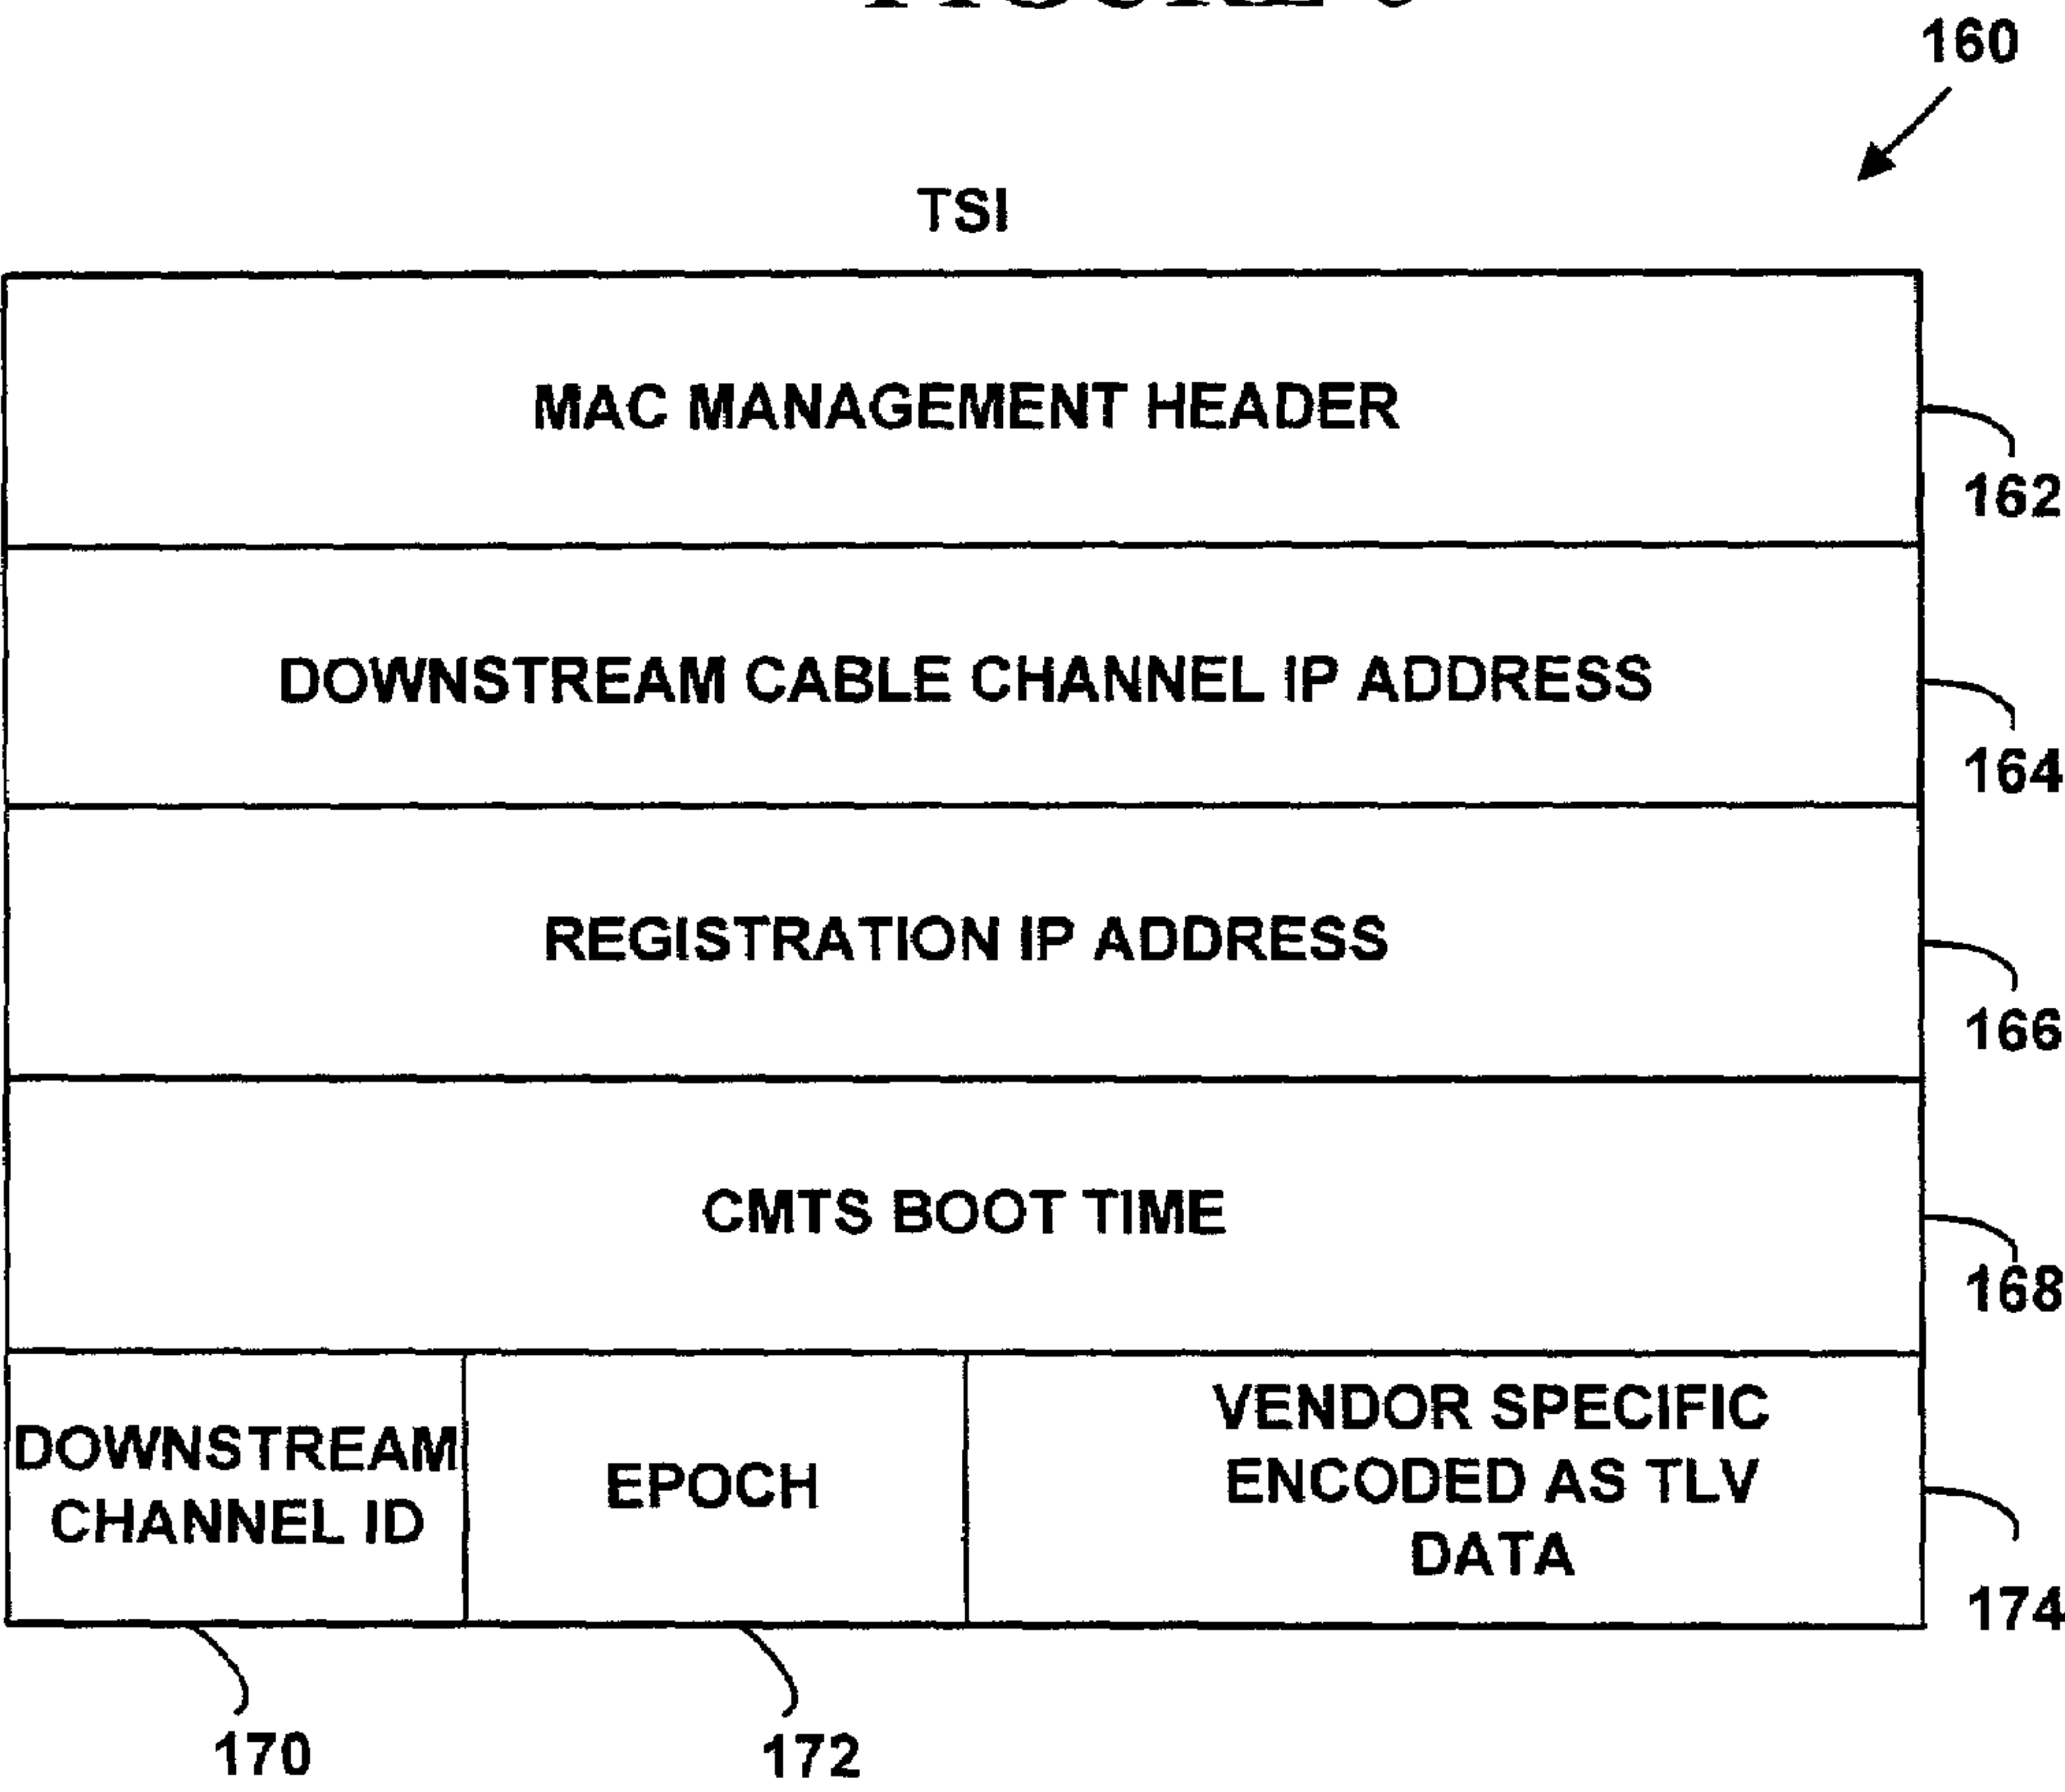 160
TSI
MAC MANAGEMENT HEADER
162
DOWNSTREAM CABLE CHANNEL IP ADDRESS
164
REGISTRATION IP ADDRESS
166
CMTS BOOT TIME
168
DOWNSTREAM
CHANNEL ID
EPOCH
VENDOR SPECIFIC
ENCODED AS TLV
DATA
174
170
172